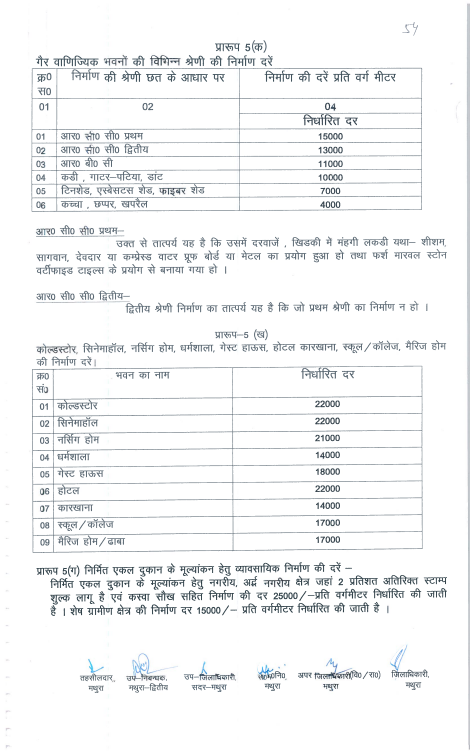 54
प्रारूप 5(क)
गैर वाणिज्यिक भवनों की विभिन्न श्रेणी की निर्माण दरें
क्र0 सं0 निर्माण की श्रेणी छत के आधार पर निर्माण की दरें प्रति वर्ग मीटर
01 02 04
निर्धारित दर
01 आर0 सी0 सी0 प्रथम 15000
02 आर0 सी0 सी0 द्वितीय 13000
03 आर0 बी0 सी 11000
04 कडी , गाटर–पटिया, डांट 10000
05 टिनशेड, एस्बेसटस शेड, फाइबर शेड 7000
06 कच्चा , छप्पर, खपरैल 4000
आर0 सी0 सी0 प्रथम–
उक्त से तात्पर्य यह है कि उसमें दरवाजें , खिडकी में मंहगी लकडी यथा– शीशम,
सागवान, देवदार या कम्प्रेस्ड वाटर प्रूफ बोर्ड या मेटल का प्रयोग हुआ हो तथा फर्श मारवल स्टोन
वर्टीफाइड टाइल्स के प्रयोग से बनाया गया हो ।
आर0 सी0 सी0 द्वितीय–
द्वितीय श्रेणी निर्माण का तात्पर्य यह है कि जो प्रथम श्रेणी का निर्माण न हो ।
प्रारूप–5 (ख)
कोल्डस्टोर, सिनेमाहॉल, नर्सिग होम, धर्मशाला, गेस्ट हाऊस, होटल कारखाना, स्कूल/कॉलेज, मैरिज होम
की निर्माण दरें।
क्र0 सं0 भवन का नाम निर्धारित दर
01 कोल्डस्टोर 22000
02 सिनेमाहॉल 22000
03 नर्सिग होम 21000
04 धर्मशाला 14000
05 गेस्ट हाऊस 18000
06 होटल 22000
07 कारखाना 14000
08 स्कूल/कॉलेज 17000
09 मैरिज होम/ढाबा 17000
प्रारूप 5(ग) निर्मित एकल दुकान के मूल्यांकन हेतु व्यावसायिक निर्माण की दरें –
निर्मित एकल दुकान के मूल्यांकन हेतु नगरीय, अर्द्ध नगरीय क्षेत्र जहां 2 प्रतिशत अतिरिक्त स्टाम्प
शुल्क लागू है एवं कस्वा सौख सहित निर्माण की दर 25000/–प्रति वर्गमीटर निर्धारित की जाती
है । शेष ग्रामीण क्षेत्र की निर्माण दर 15000/– प्रति वर्गमीटर निर्धारित की जाती है ।
तहसीलदार, उप–निबन्धक, उप–जिलाधिकारी, अपर जिलाधिकारी(वि0/रा0) जिलाधिकारी,
मथुरा मथुरा–द्वितीय सदर–मथुरा मथुरा मथुरा मथुरा